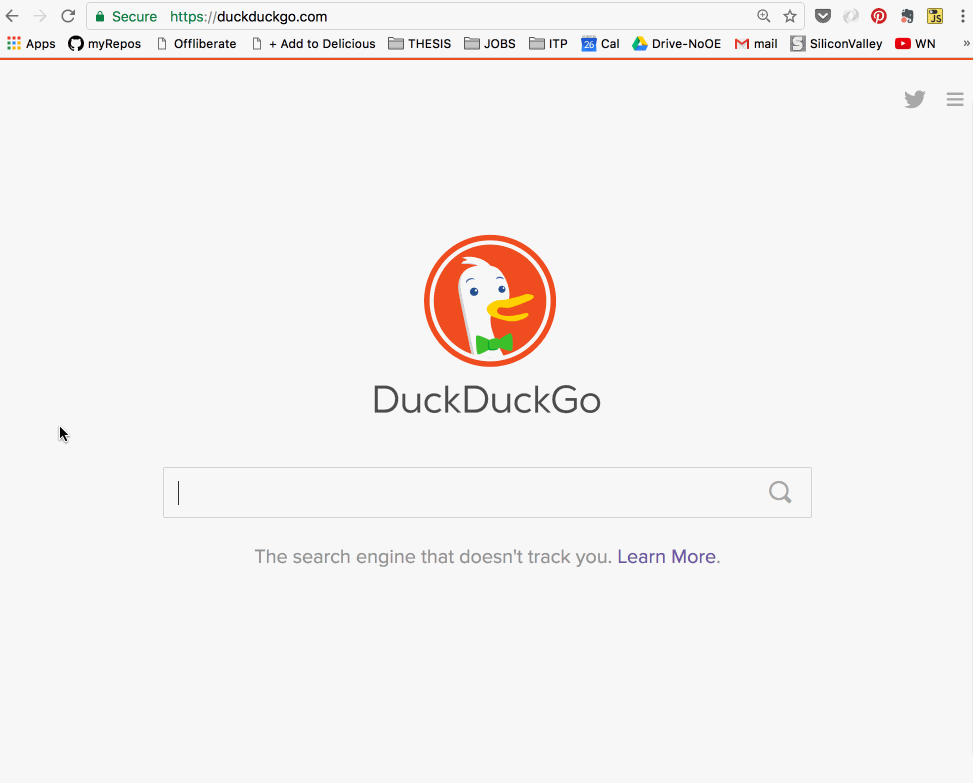 Secure https://duckduckgo.com
Apps myRepos Offliberate + Add to Delicious THESIS JOBS ITP 26 Cal Drive-NoOE mail S SiliconValley WN »
JS
DuckDuckGo
The search engine that doesn't track you. Learn More.